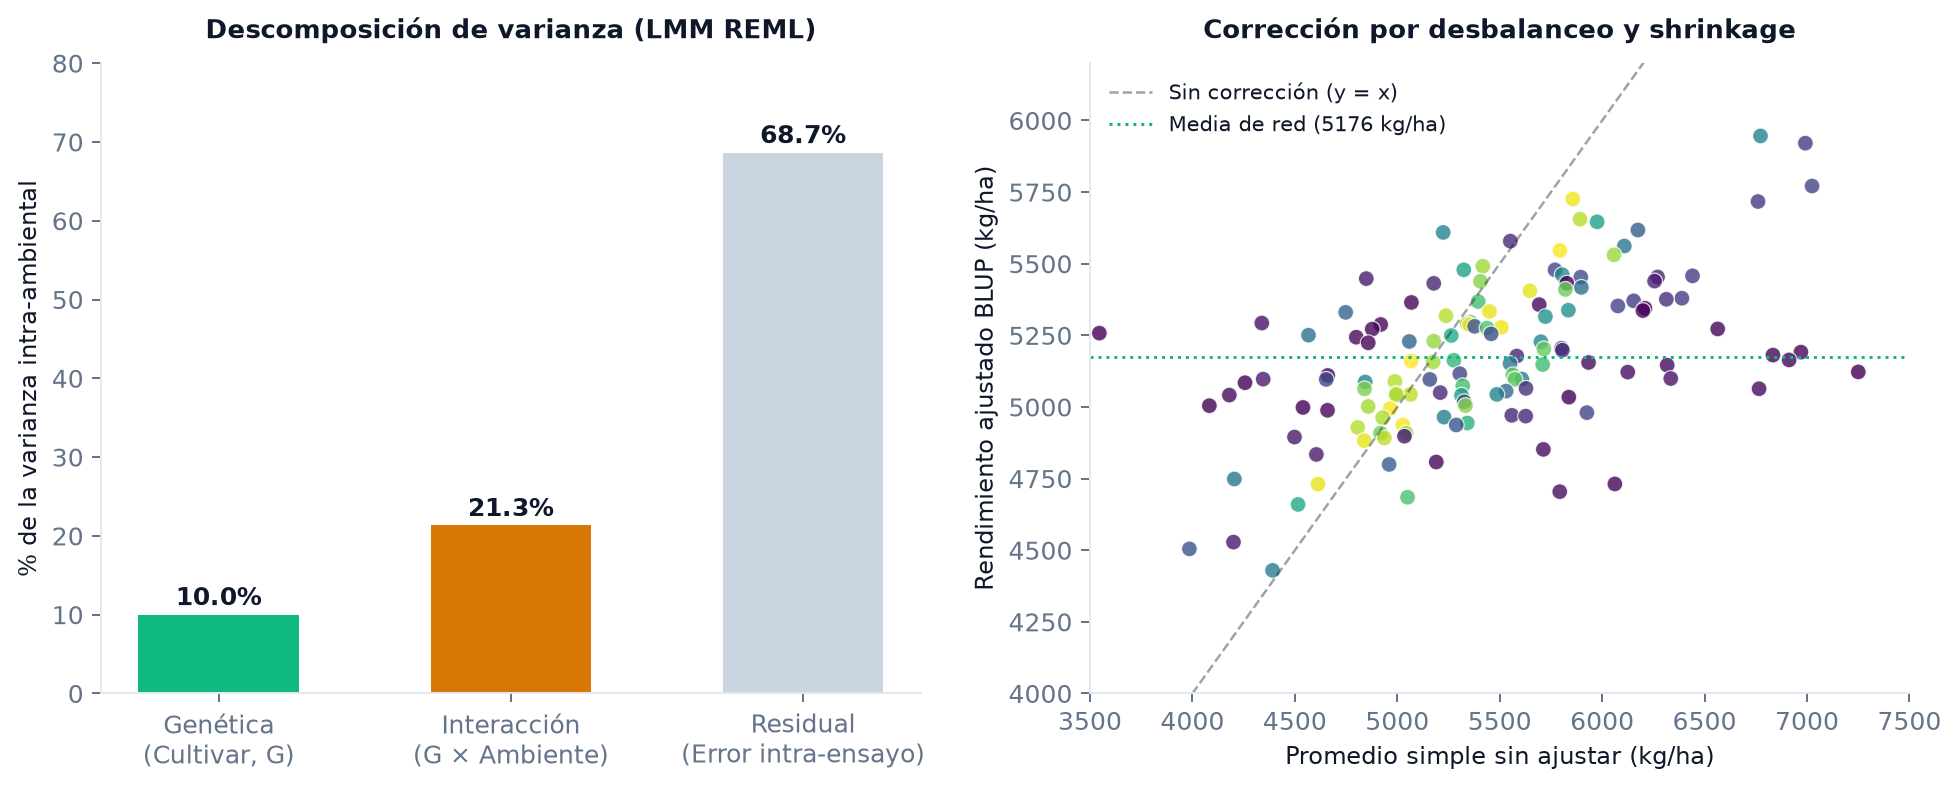 Descomposición de varianza (LMM REML)
% de la varianza intra-ambiental
80
70
60
50
40
30
20
10
0
10.0%
21.3%
68.7%
Genética
(Cultivar, G)
Interacción
(G × Ambiente)
Residual
(Error intra-ensayo)
Corrección por desbalanceo y shrinkage
Sin corrección (y = x)
Media de red (5176 kg/ha)
Rendimiento ajustado BLUP (kg/ha)
6000
5750
5500
5250
5000
4750
4500
4250
4000
3500
4000
4500
5000
5500
6000
6500
7000
7500
Promedio simple sin ajustar (kg/ha)